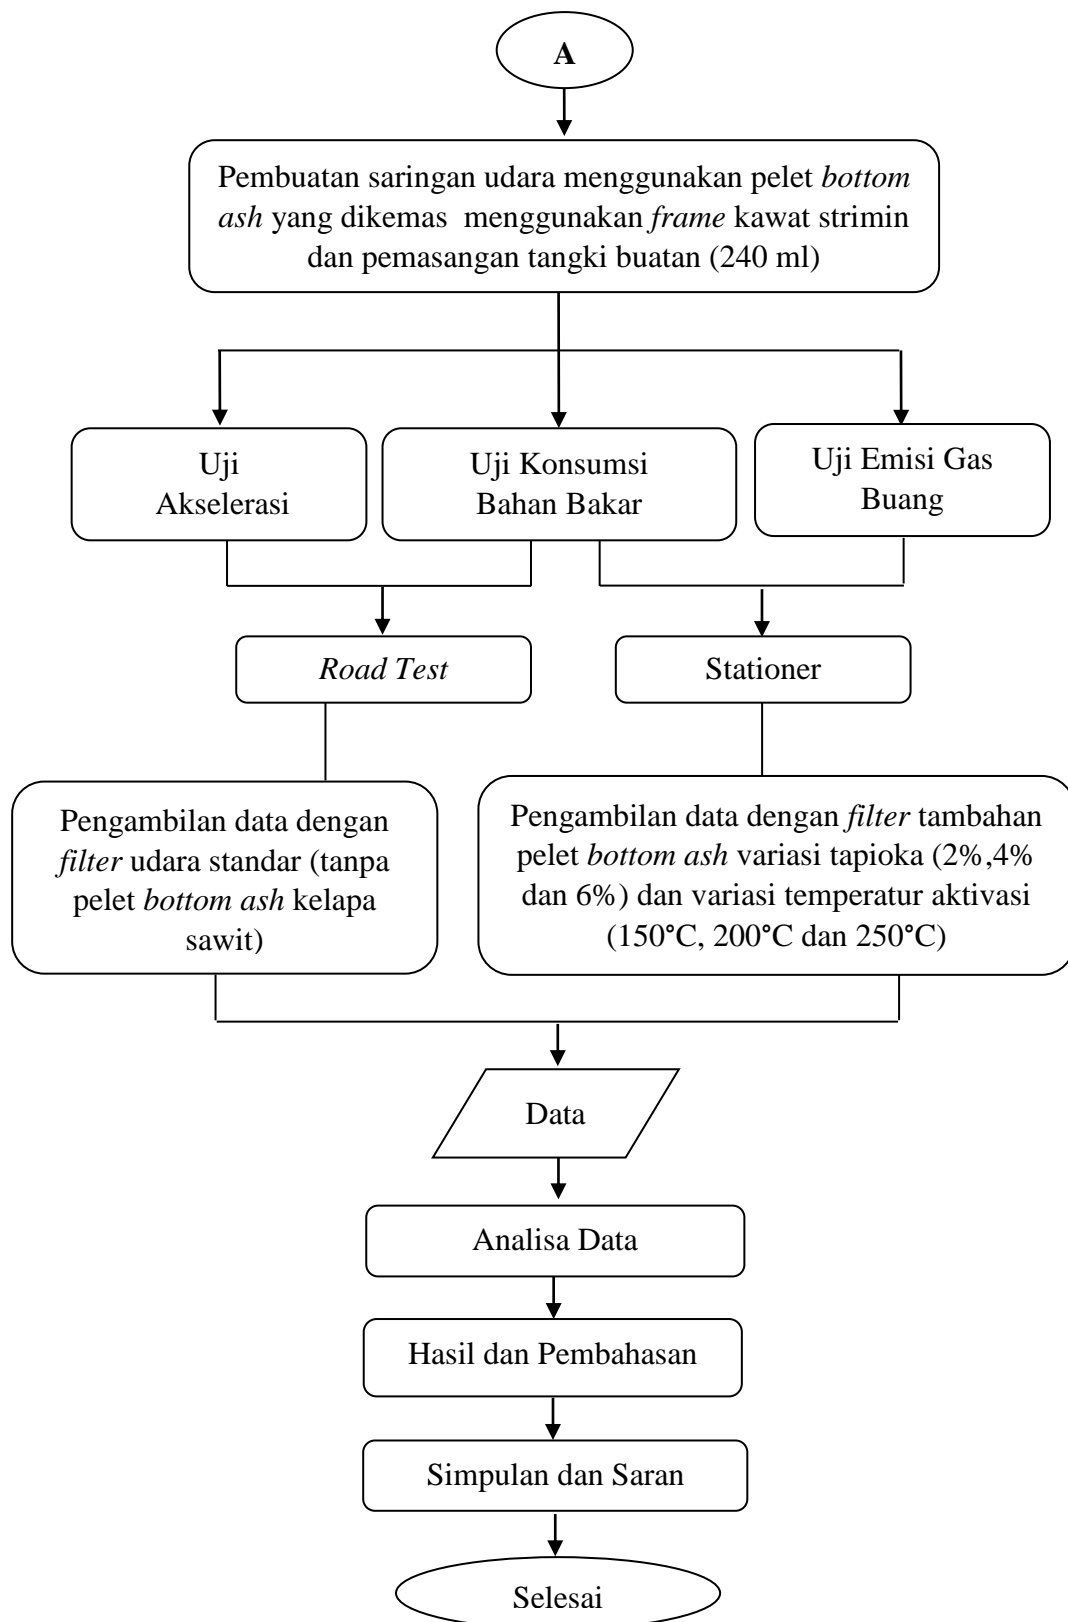 A
Pembuatan saringan udara menggunakan pelet bottom
ash yang dikemas menggunakan frame kawat strimin
dan pemasangan tangki buatan (240 ml)
Uji
Akselerasi
Uji Konsumsi
Bahan Bakar
Uji Emisi Gas
Buang
Road Test
Stationer
Pengambilan data dengan
filter udara standar (tanpa
pelet bottom ash kelapa
sawit)
Pengambilan data dengan filter tambahan
pelet bottom ash variasi tapioka (2%,4%
dan 6%) dan variasi temperatur aktivasi
(150°C, 200°C dan 250°C)
Data
Analisa Data
Hasil dan Pembahasan
Simpulan dan Saran
Selesai